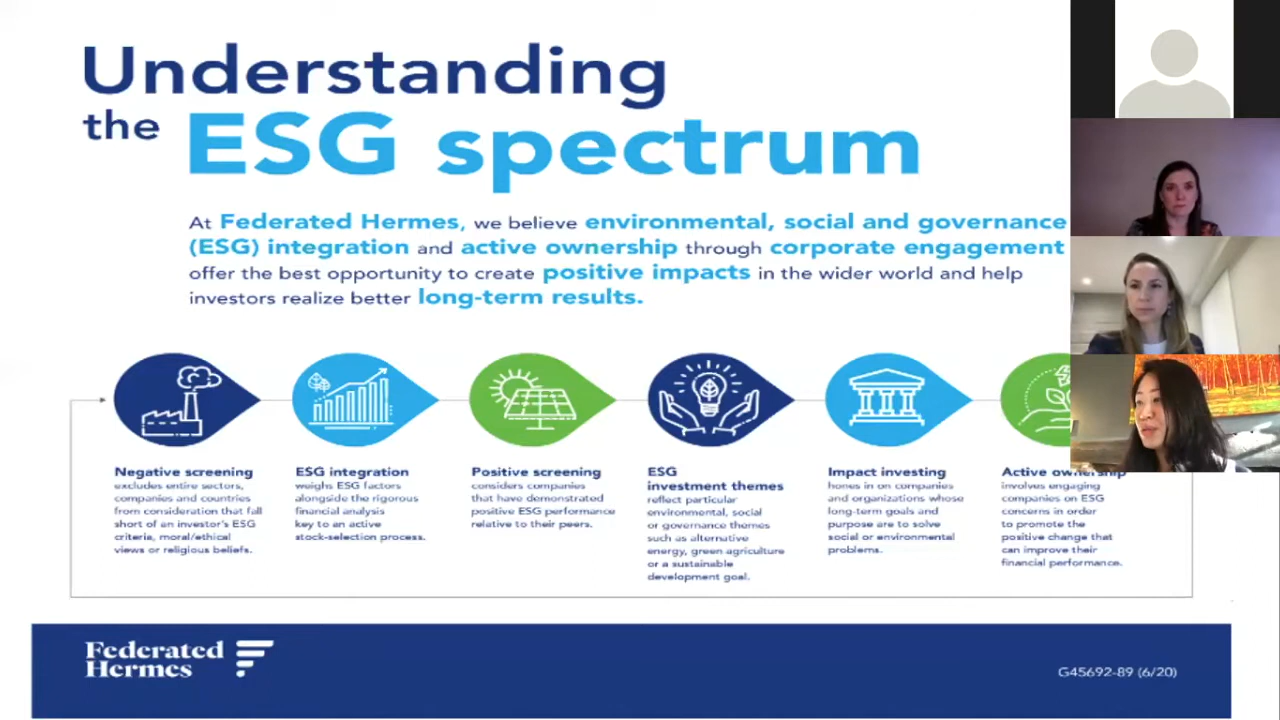 Understanding
the ESG spectrum
At Federated Hermes, we believe environmental, social and governance
(ESG) integration and active ownership through corporate engagement
offer the best opportunity to create positive impacts in the wider world and help
investors realize better long-term results.
Negative screening
excludes entire sectors,
companies and countries
from consideration that fall
short of an investor's ESG
criteria, moral/ethical
views or religious beliefs.
ESG integration
weighs ESG factors
alongside the rigorous
financial analysis
key to an active
stock-selection process.
Positive screening
considers companies
that have demonstrated
positive ESG performance
relative to their peers.
ESG
investment themes
reflect particular
environmental, social
or governance themes
such as alternative
energy, green agriculture
or a sustainable
development goal.
Impact investing
hones in on companies
and organizations whose
long-term goals and
purpose are to solve
social or environmental
problems.
Active ownership
involves engaging
companies on ESG
concerns in order
to promote the
positive change that
can improve their
financial performance.
Federated
Hermes
G45692-89 (6/20)